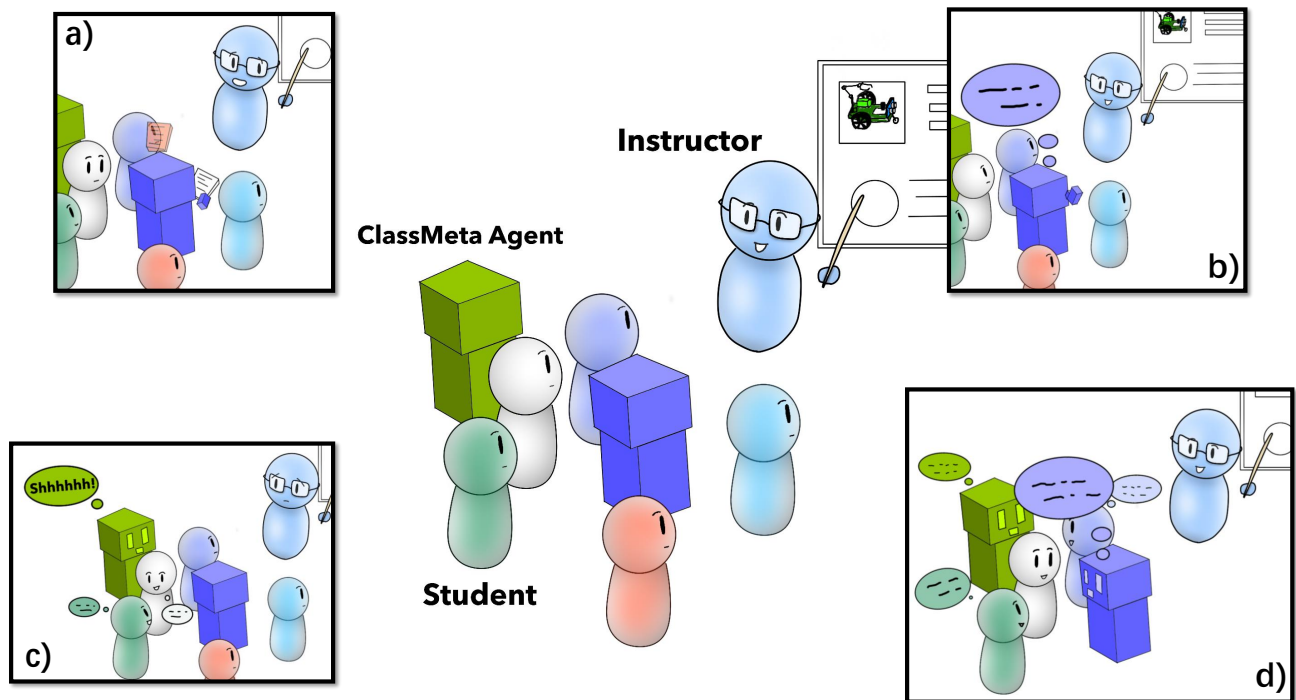 a)
Instructor
ClassMeta Agent
b)
Shhhhhh!
Student
c)
d)